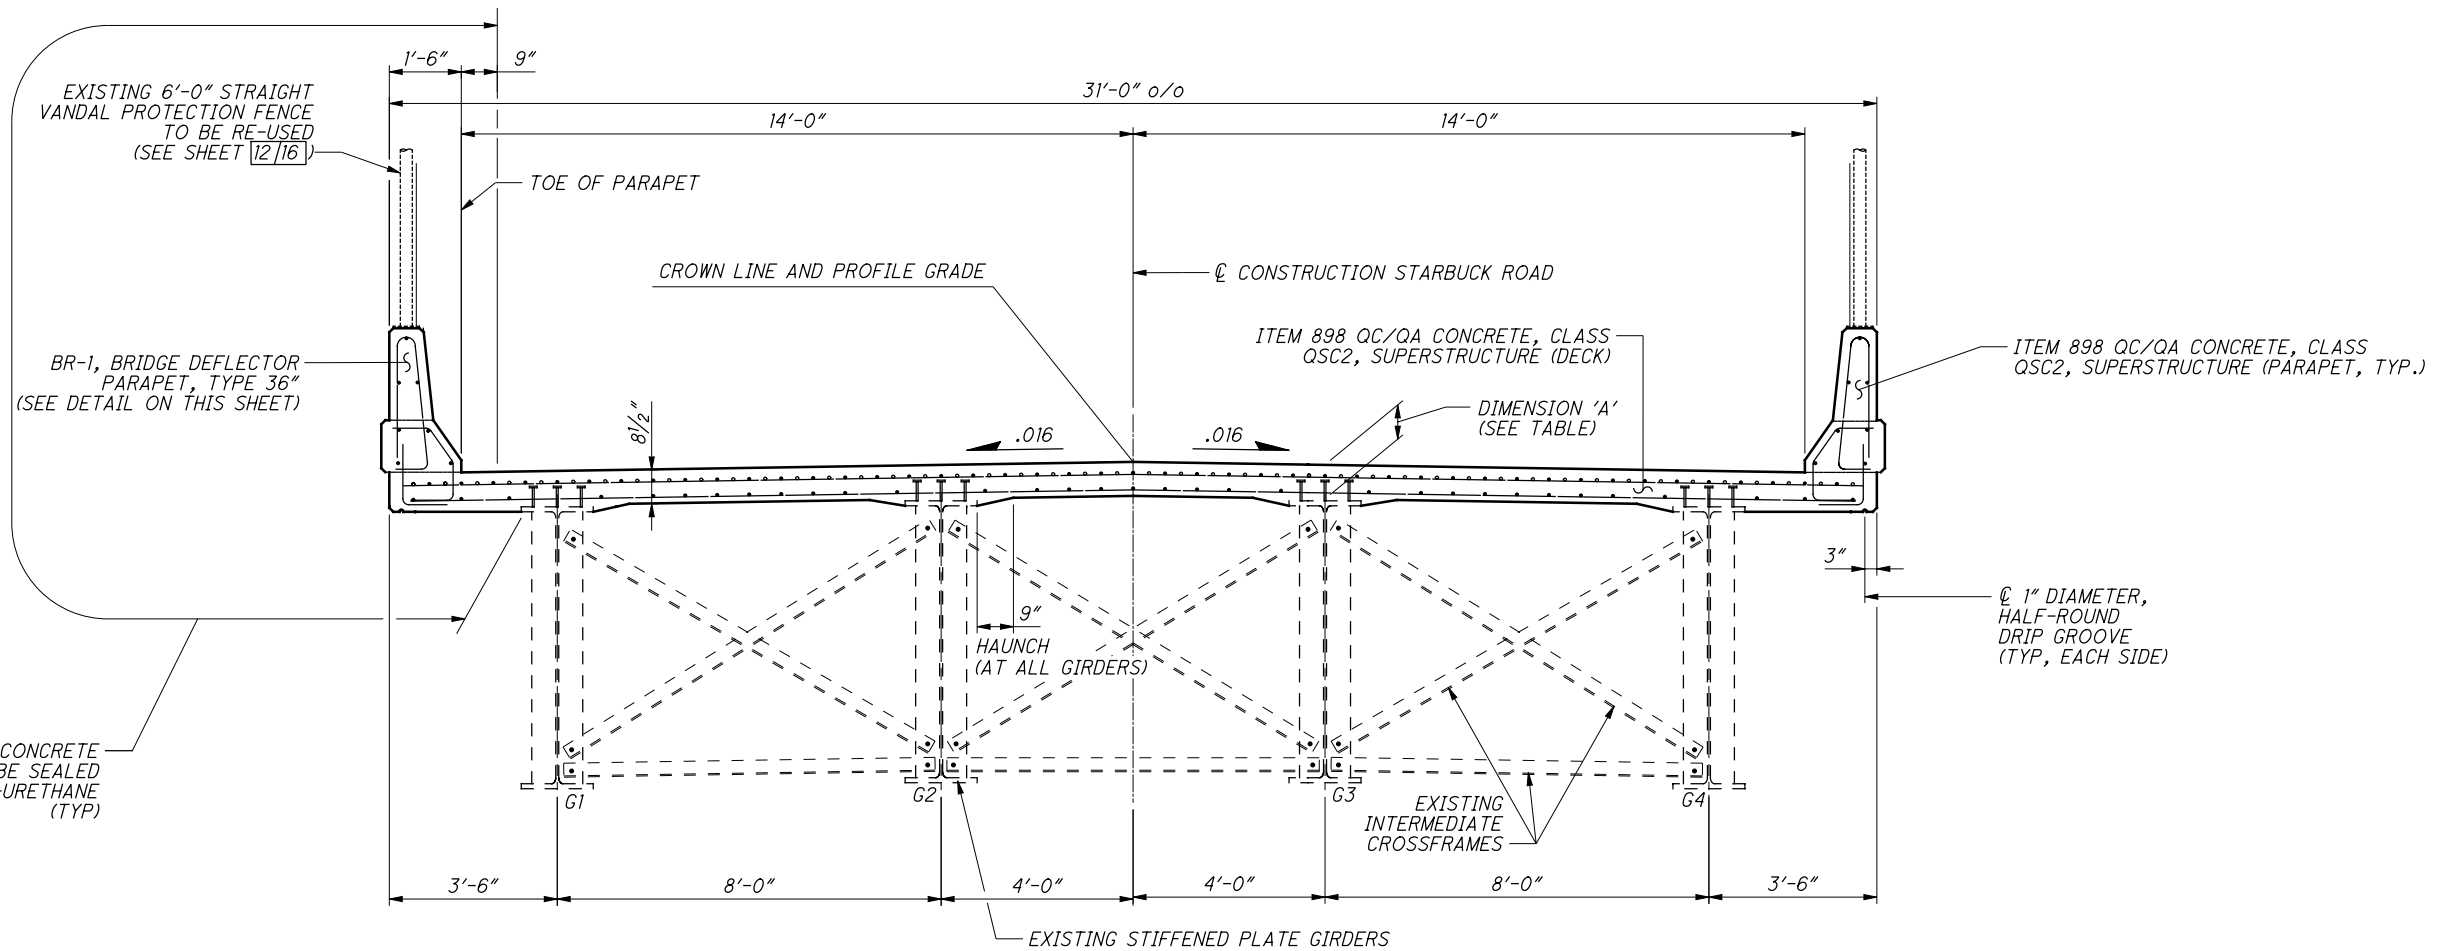 1'-6"
9"
EXISTING 6'-0" STRAIGHT
VANDAL PROTECTION FENCE
TO BE RE-USED
(SEE SHEET 12/16)
31'-0" o/o
14'-0"
14'-0"
TOE OF PARAPET
CROWN LINE AND PROFILE GRADE
℄ CONSTRUCTION STARBUCK ROAD
BR-1, BRIDGE DEFLECTOR
PARAPET, TYPE 36"
(SEE DETAIL ON THIS SHEET)
ITEM 898 QC/QA CONCRETE, CLASS
QSC2, SUPERSTRUCTURE (DECK)
ITEM 898 QC/QA CONCRETE, CLASS
QSC2, SUPERSTRUCTURE (PARAPET, TYP.)
8½"
.016
.016
DIMENSION 'A'
(SEE TABLE)
3"
℄ 1" DIAMETER,
HALF-ROUND
DRIP GROOVE
(TYP, EACH SIDE)
9"
HAUNCH
(AT ALL GIRDERS)
CONCRETE
BE SEALED
-URETHANE
(TYP)
G1
G2
G3
G4
EXISTING
INTERMEDIATE
CROSSFRAMES
3'-6"
8'-0"
4'-0"
4'-0"
8'-0"
3'-6"
EXISTING STIFFENED PLATE GIRDERS